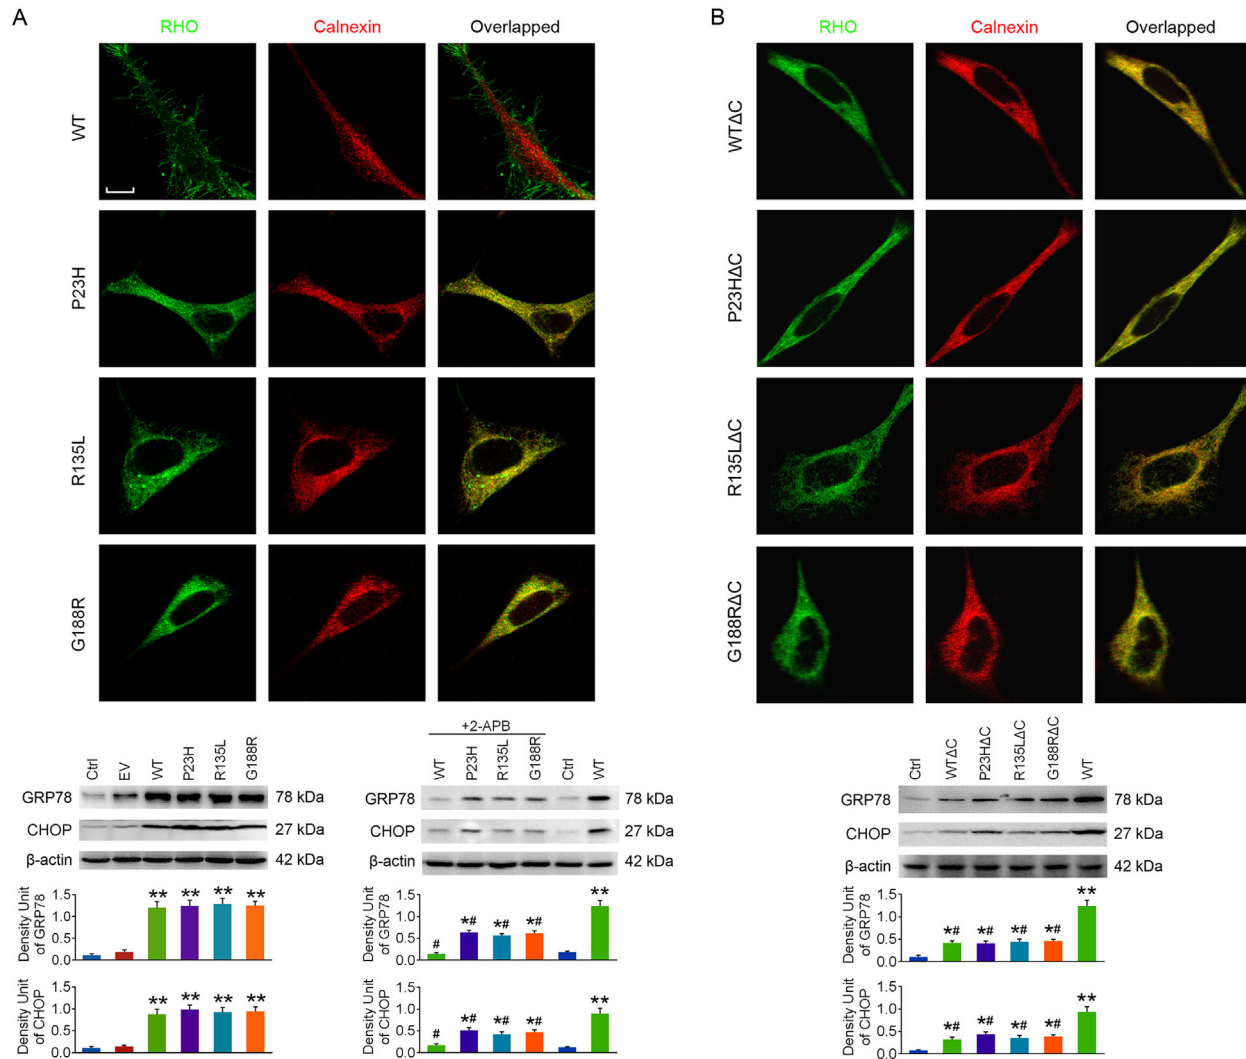 A
RHO Calnexin Overlapped
WT
P23H
R135L
G188R
B
RHO Calnexin Overlapped
WTΔC
P23HΔC
R135LΔC
G188RΔC
Ctrl EV WT P23H R135L G188R
GRP78 78 kDa
CHOP 27 kDa
β-actin 42 kDa
Density Unit
of GRP78
1.5
1.0
0.5
0.0
** ** ** **
Density Unit
of CHOP
1.5
1.0
0.5
0.0
** ** ** **
+2-APB
WT P23H R135L G188R Ctrl WT
GRP78 78 kDa
CHOP 27 kDa
β-actin 42 kDa
Density Unit
of GRP78
1.5
1.0
0.5
0.0
# *# *# *# **
Density Unit
of CHOP
1.5
1.0
0.5
0.0
# *# *# *# **
Ctrl WTΔC P23HΔC R135LΔC G188RΔC WT
GRP78 78 kDa
CHOP 27 kDa
β-actin 42 kDa
Density Unit
of GRP78
1.5
1.0
0.5
0.0
*# *# *# *# **
Density Unit
of CHOP
1.5
1.0
0.5
0.0
*# *# *# *# **